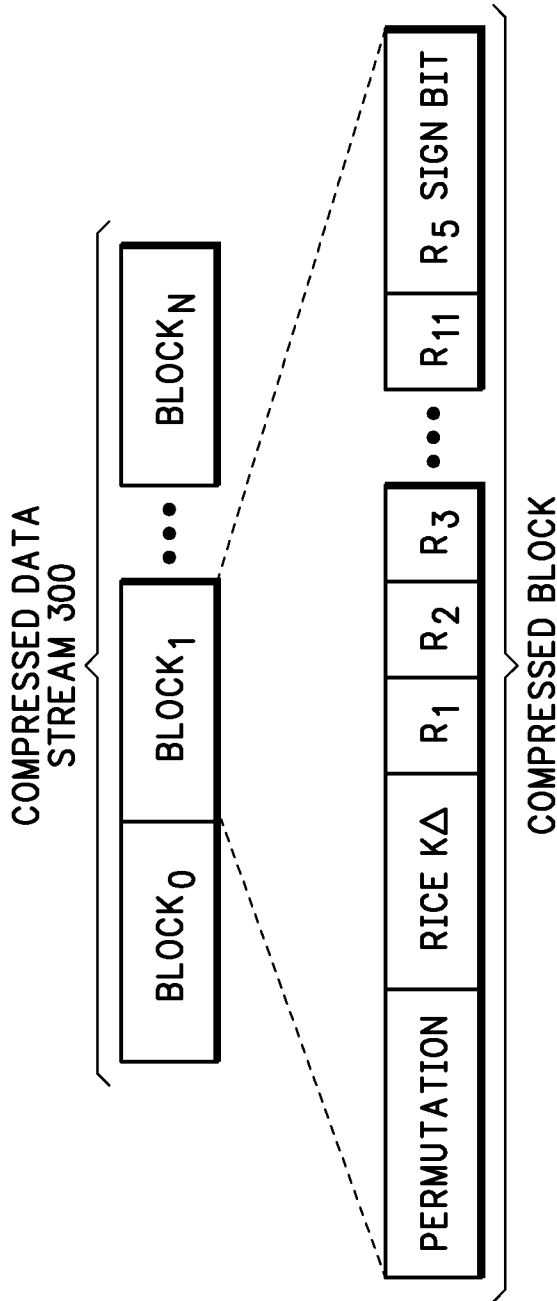 COMPRESSED DATA
STREAM 300
BLOCK₀ BLOCK₁ ••• BLOCKN
PERMUTATION RICE KΔ R₁ R₂ R₃ ••• R₁₁ R₅ SIGN BIT
COMPRESSED BLOCK